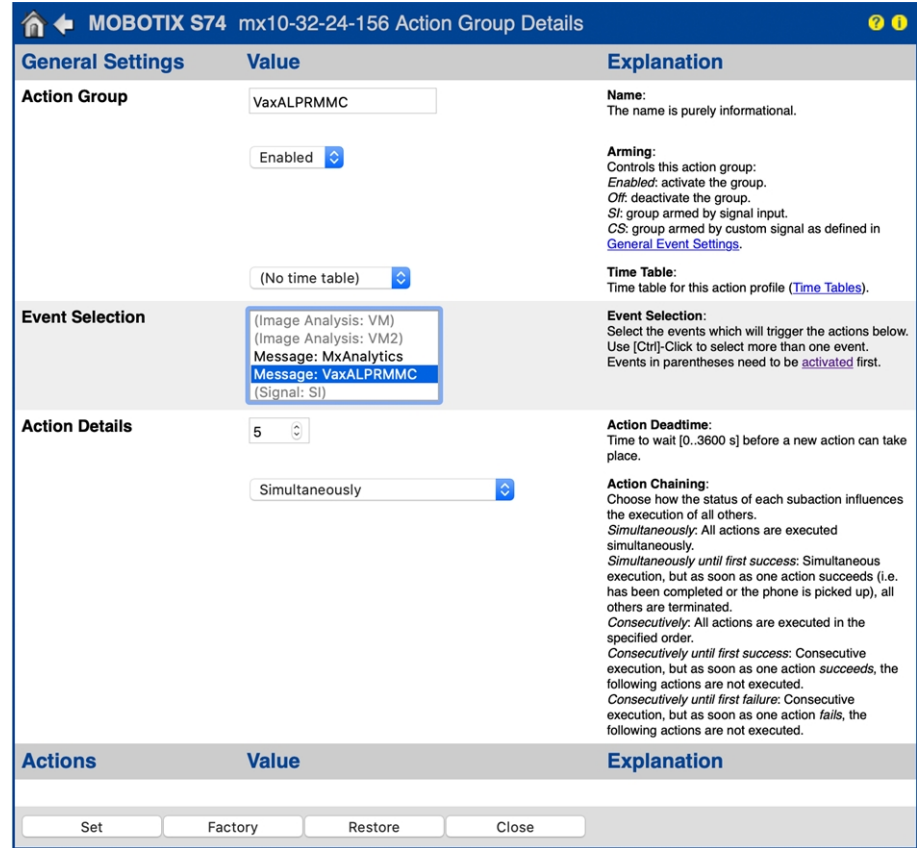 MOBOTIX S74 mx10-32-24-156 Action Group Details
? i
General Settings Value Explanation
Action Group
VaxALPRMMC
Name:
The name is purely informational.
Enabled
Arming:
Controls this action group:
Enabled: activate the group.
Off: deactivate the group.
SI: group armed by signal input.
CS: group armed by custom signal as defined in
General Event Settings.
(No time table)
Time Table:
Time table for this action profile (Time Tables).
Event Selection
(Image Analysis: VM)
(Image Analysis: VM2)
Message: MxAnalytics
Message: VaxALPRMMC
(Signal: SI)
Event Selection:
Select the events which will trigger the actions below.
Use [Ctrl]-Click to select more than one event.
Events in parentheses need to be activated first.
Action Details
5
Action Deadtime:
Time to wait [0..3600 s] before a new action can take
place.
Simultaneously
Action Chaining:
Choose how the status of each subaction influences
the execution of all others.
Simultaneously: All actions are executed
simultaneously.
Simultaneously until first success: Simultaneous
execution, but as soon as one action succeeds (i.e.
has been completed or the phone is picked up), all
others are terminated.
Consecutively: All actions are executed in the
specified order.
Consecutively until first success: Consecutive
execution, but as soon as one action succeeds, the
following actions are not executed.
Consecutively until first failure: Consecutive
execution, but as soon as one action fails, the
following actions are not executed.
Actions Value Explanation
Set Factory Restore Close